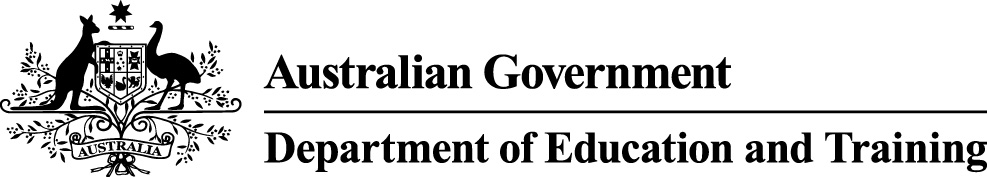 Australian Government
Department of Education and Training
AUSTRALIA